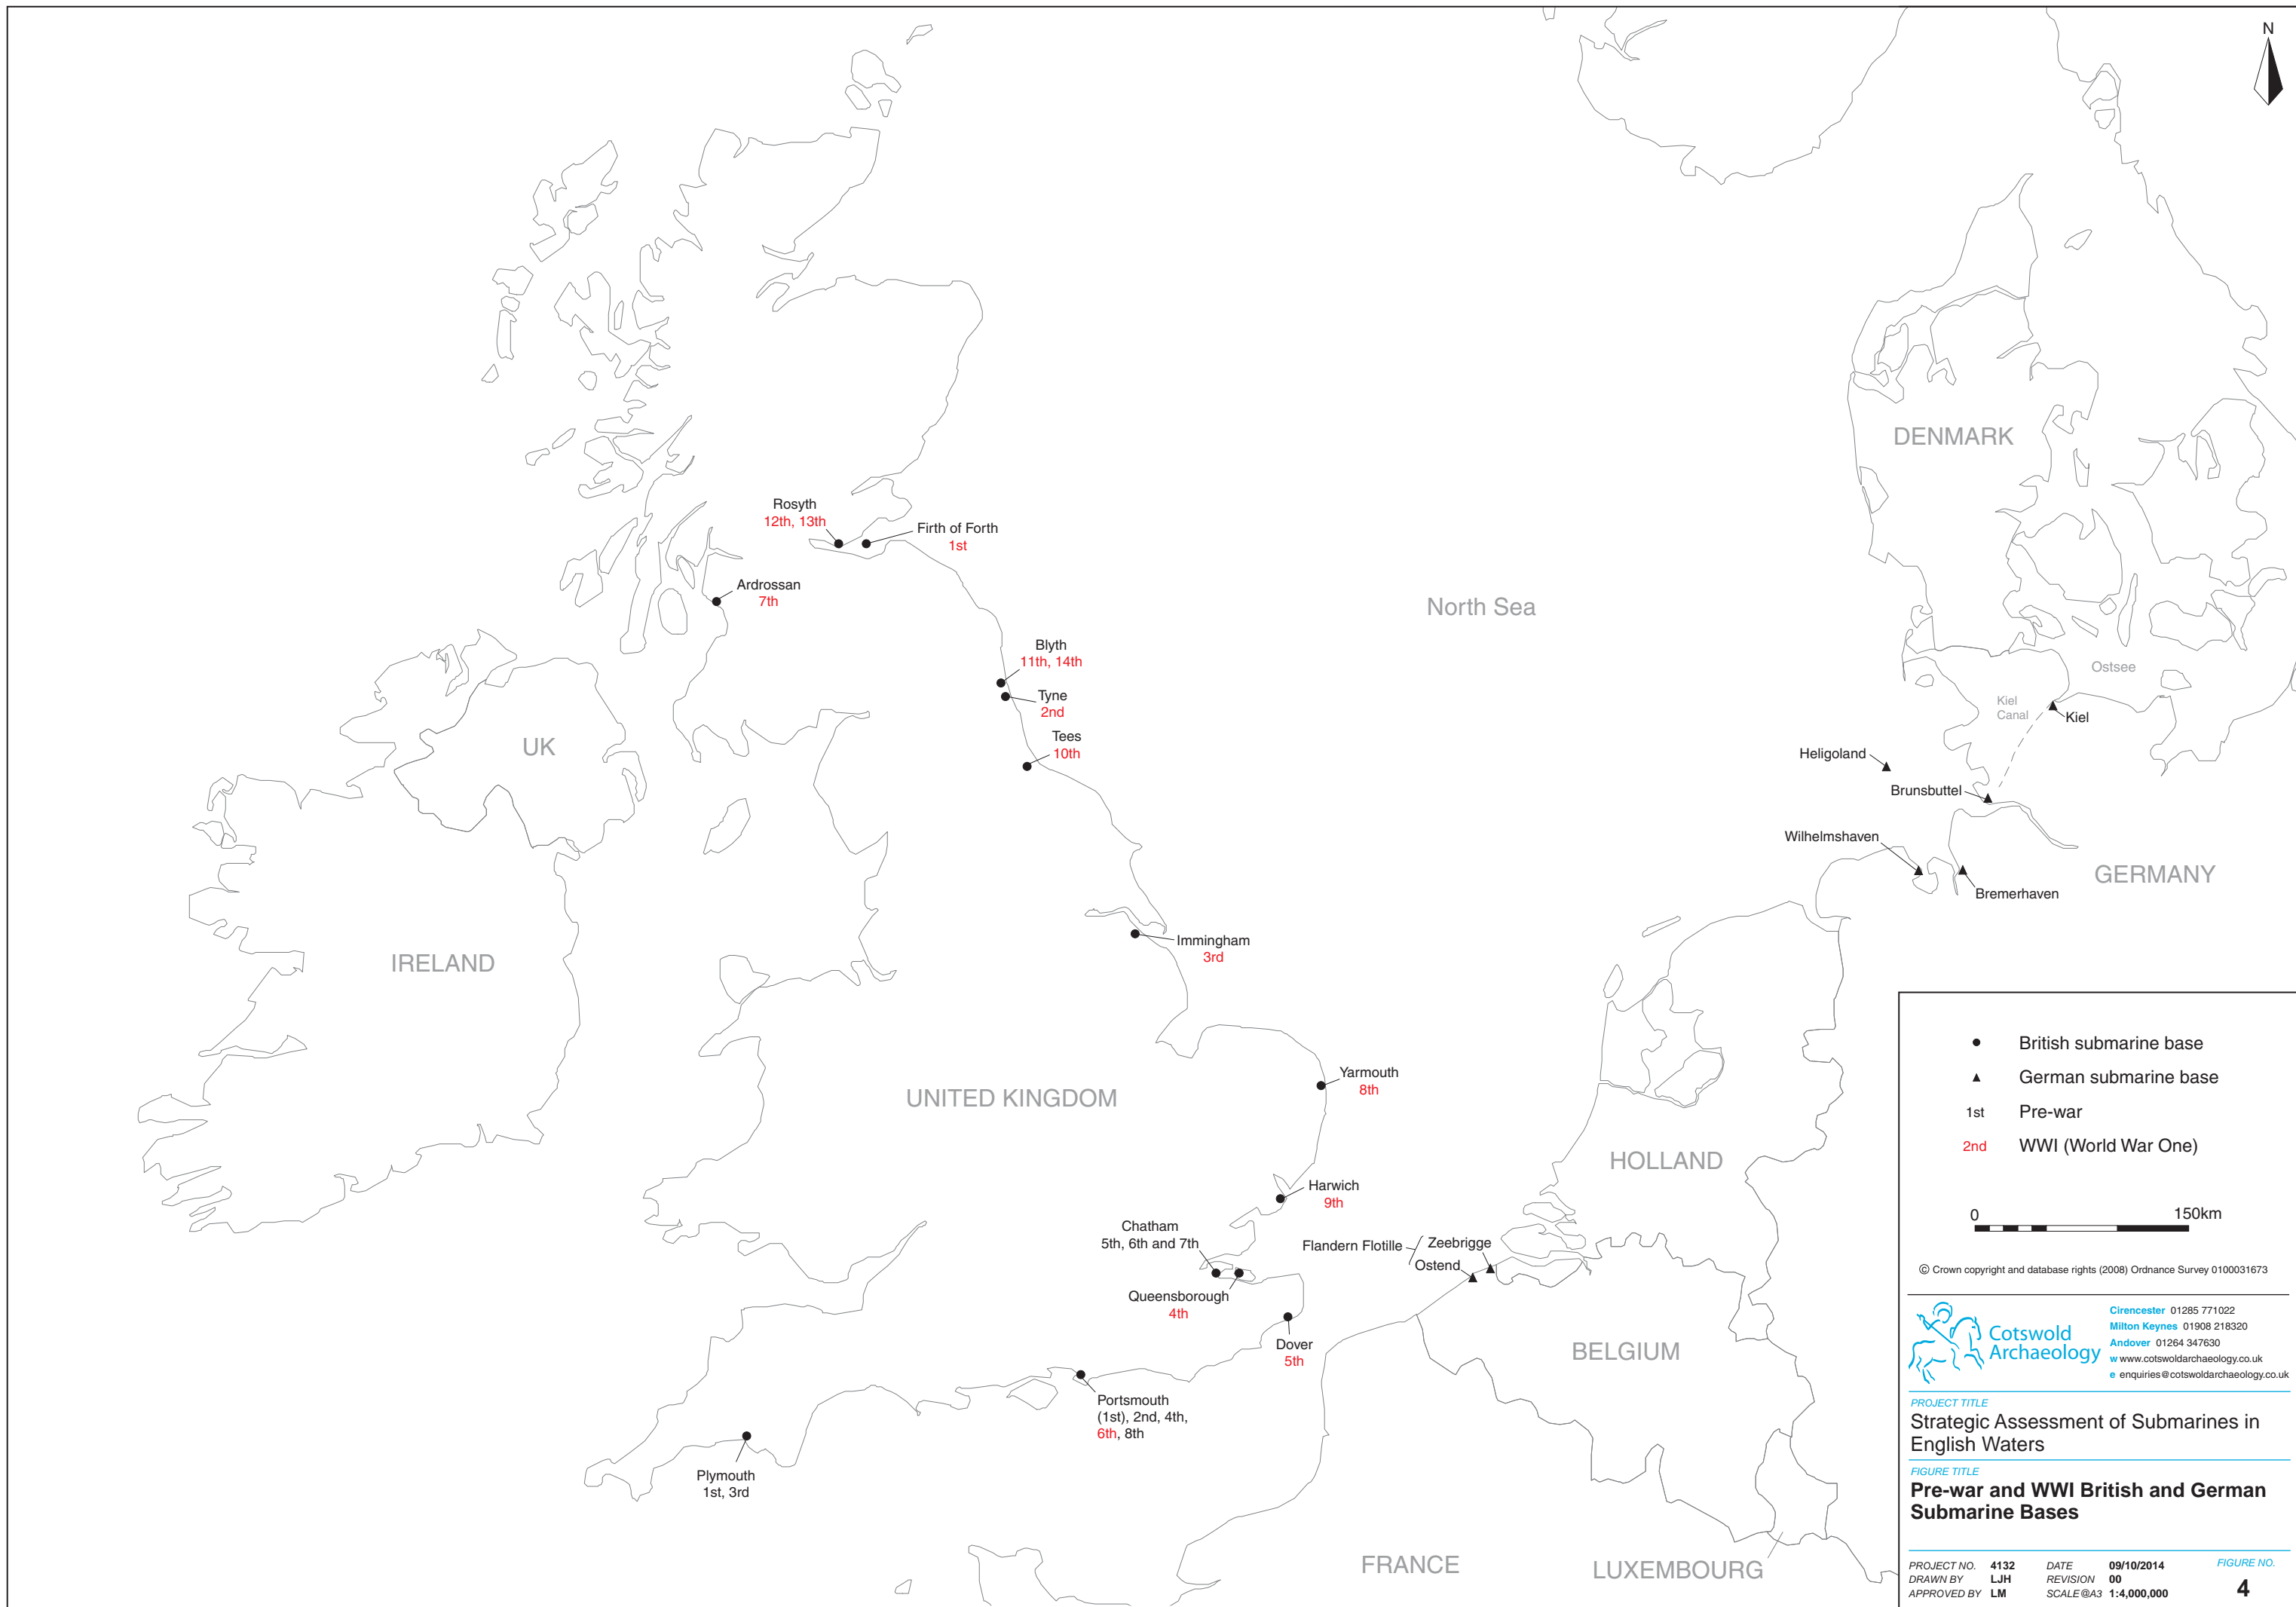 N
Rosyth
12th, 13th
Firth of Forth
1st
Ardrossan
7th
Blyth
11th, 14th
Tyne
2nd
Tees
10th
North Sea
DENMARK
Ostsee
Kiel
Canal
Kiel
Heligoland
Brunsbuttel
Wilhelmshaven
Bremerhaven
GERMANY
UK
IRELAND
Immingham
3rd
UNITED KINGDOM
Yarmouth
8th
Harwich
9th
Chatham
5th, 6th and 7th
Queensborough
4th
Dover
5th
Portsmouth
(1st), 2nd, 4th,
6th, 8th
Plymouth
1st, 3rd
Flandern Flotille
Zeebrigge
Ostend
HOLLAND
BELGIUM
FRANCE
LUXEMBOURG
British submarine base
German submarine base
1st Pre-war
2nd WWI (World War One)
0 150km
© Crown copyright and database rights (2008) Ordnance Survey 0100031673
Cotswold
Archaeology
Cirencester 01285 771022
Milton Keynes 01908 218320
Andover 01264 347630
w www.cotswoldarchaeology.co.uk
e enquiries@cotswoldarchaeology.co.uk
PROJECT TITLE
Strategic Assessment of Submarines in
English Waters
FIGURE TITLE
Pre-war and WWI British and German
Submarine Bases
PROJECT NO. 4132 DATE 09/10/2014 FIGURE NO.
DRAWN BY LJH REVISION 00
APPROVED BY LM SCALE@A3 1:4,000,000 4